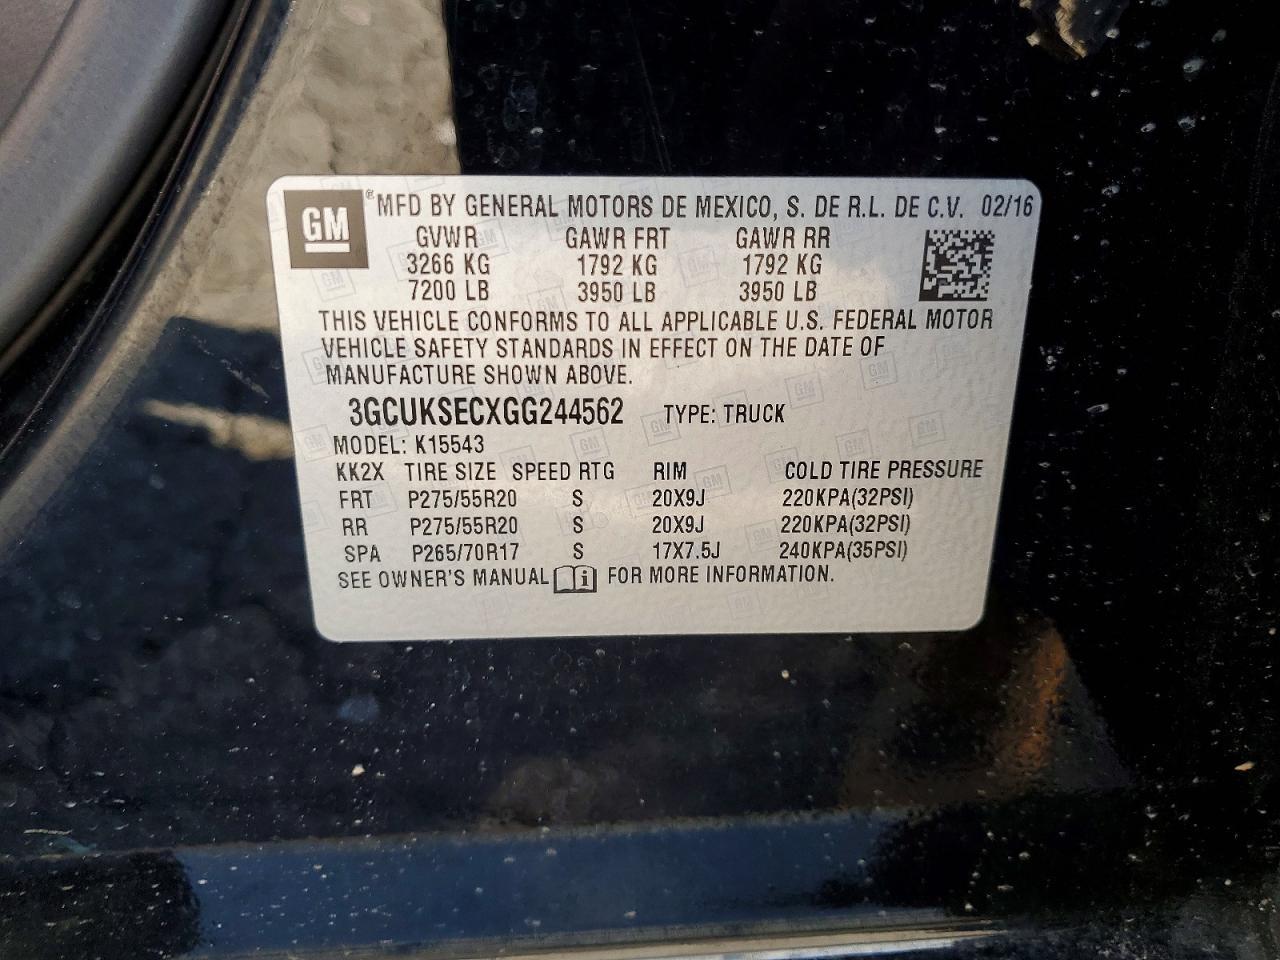 GM ® MFD BY GENERAL MOTORS DE MEXICO, S. DE R.L. DE C.V. 02/16
GVWR GAWR FRT GAWR RR
3266 KG 1792 KG 1792 KG
7200 LB 3950 LB 3950 LB
THIS VEHICLE CONFORMS TO ALL APPLICABLE U.S. FEDERAL MOTOR
VEHICLE SAFETY STANDARDS IN EFFECT ON THE DATE OF
MANUFACTURE SHOWN ABOVE.
3GCUKSECXGG244562 TYPE: TRUCK
MODEL: K15543
KK2X TIRE SIZE SPEED RTG RIM COLD TIRE PRESSURE
FRT P275/55R20 S 20X9J 220KPA(32PSI)
RR P275/55R20 S 20X9J 220KPA(32PSI)
SPA P265/70R17 S 17X7.5J 240KPA(35PSI)
SEE OWNER'S MANUAL i FOR MORE INFORMATION.